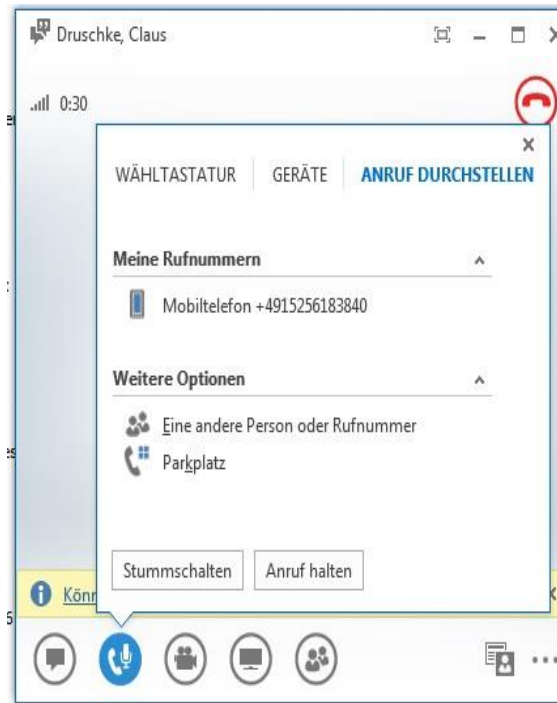 Druschke, Claus
0:30
WÄHLTASTATUR GERÄTE ANRUF DURCHSTELLEN
Meine Rufnummern
Mobiltelefon +4915256183840
Weitere Optionen
Eine andere Person oder Rufnummer
Parkplatz
Stummschalten Anruf halten